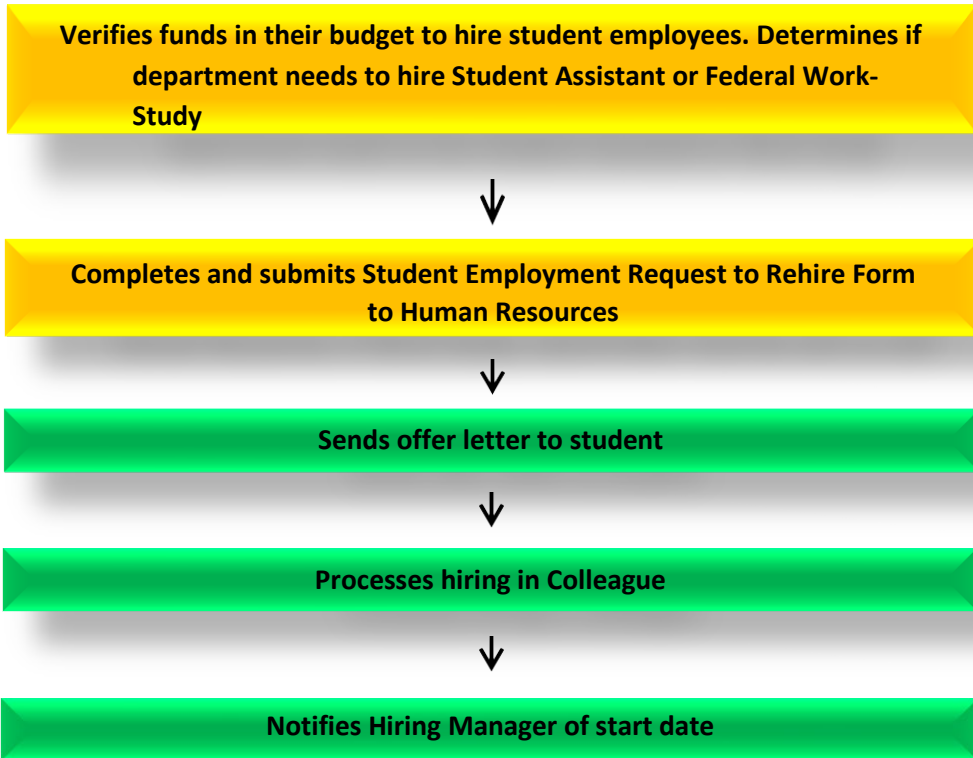 Verifies funds in their budget to hire student employees. Determines if
department needs to hire Student Assistant or Federal Work-
Study
Completes and submits Student Employment Request to Rehire Form
to Human Resources
Sends offer letter to student
Processes hiring in Colleague
Notifies Hiring Manager of start date